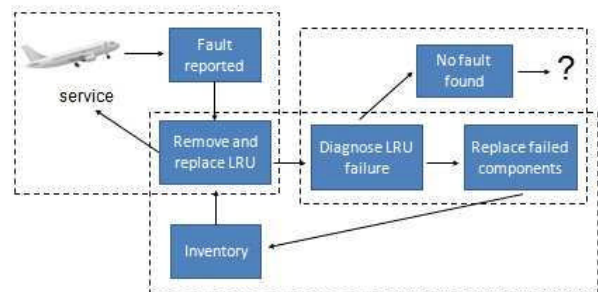 Fault
reported
No fault
found
?
service
Remove and
replace LRU
Diagnose LRU
failure
Replace failed
components
Inventory